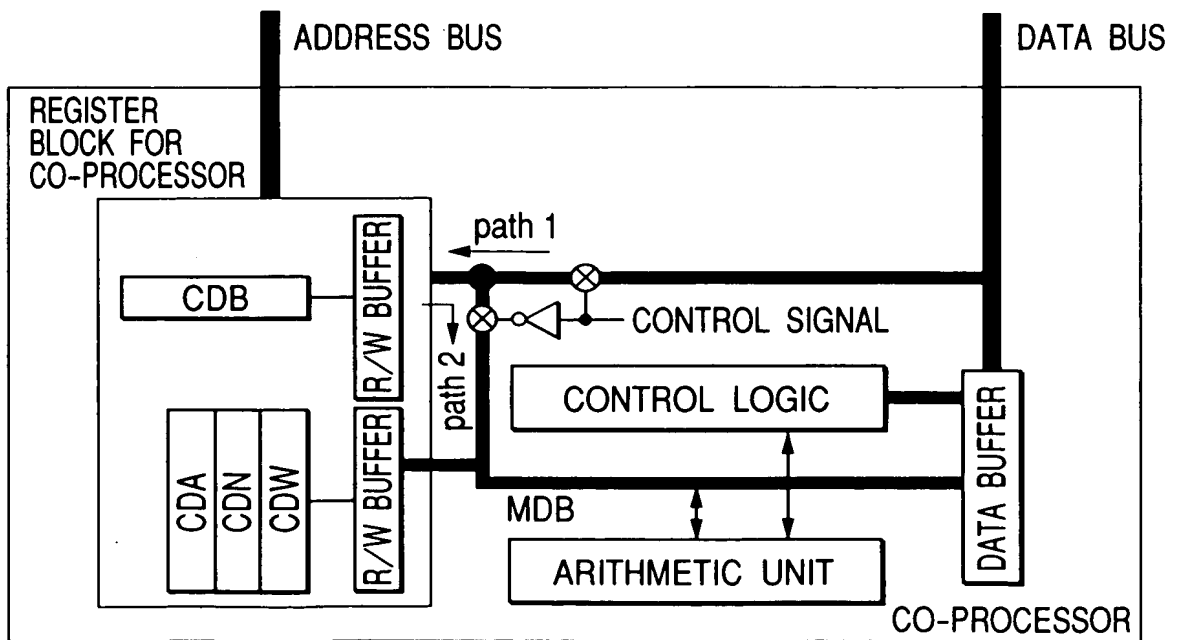 ADDRESS BUS
DATA BUS
REGISTER
BLOCK FOR
CO-PROCESSOR
path 1
CDB
R/W BUFFER
CONTROL SIGNAL
path 2
CONTROL LOGIC
CDA
CDN
CDW
R/W BUFFER
MDB
DATA BUFFER
ARITHMETIC UNIT
CO-PROCESSOR